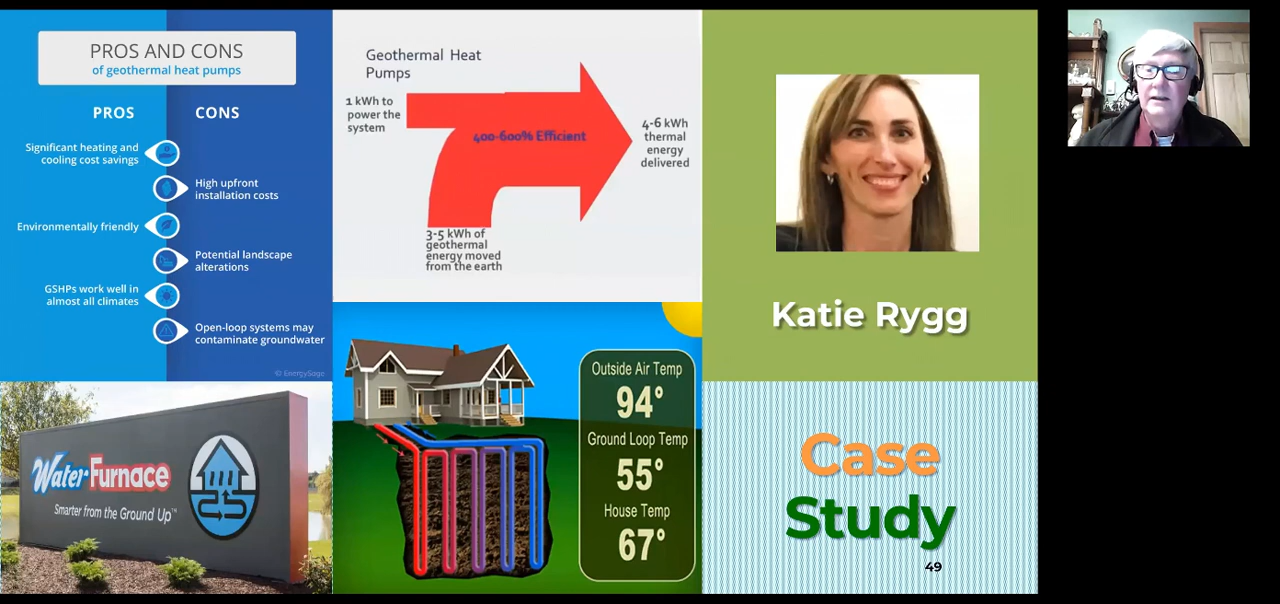 PROS AND CONS
of geothermal heat pumps
PROS
CONS
Significant heating and
cooling cost savings
High upfront
installation costs
Environmentally friendly
Potential landscape
alterations
GSHPs work well in
almost all climates
Open-loop systems may
contaminate groundwater
© EnergySage
Geothermal Heat
Pumps
1 kWh to
power the
system
400-600% Efficient
4-6 kWh
thermal
energy
delivered
3-5 kWh of
geothermal
energy moved
from the earth
Katie Rygg
WaterFurnace
Smarter from the Ground Up™
Outside Air Temp
94°
Ground Loop Temp
55°
House Temp
67°
Case
Study
49